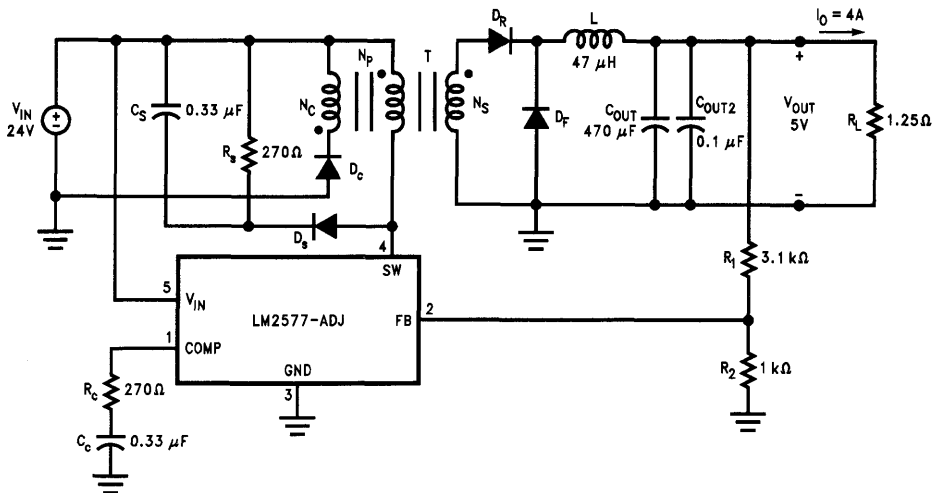 D_R
L
I_O = 4A
N_P
T
+
V_IN
24V
C_S
0.33 μF
N_C
N_S
47 μH
D_F
C_OUT
470 μF
C_OUT2
0.1 μF
V_OUT
5V
R_L
1.25Ω
R_s
270Ω
D_c
–
D_s
4
SW
R_1
3.1 kΩ
5
V_IN
LM2577-ADJ
FB
2
1
COMP
GND
3
R_2
1 kΩ
R_c
270Ω
C_c
0.33 μF